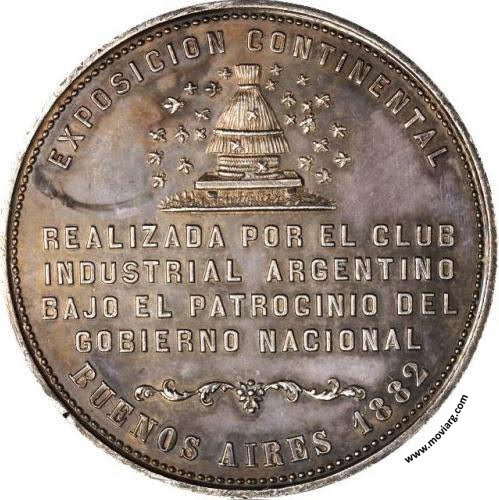 EXPOSICION CONTINENTAL
REALIZADA POR EL CLUB
INDUSTRIAL ARGENTINO
BAJO EL PATROCINIO DEL
GOBIERNO NACIONAL
BUENOS AIRES 1882
www.moviarg.com